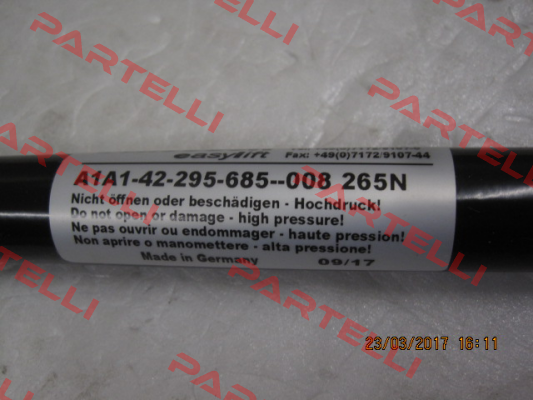 easylift
Fax: +49(0)7172/9107-44
A1A1-42-295-685--008 265N
Nicht öffnen oder beschädigen - Hochdruck!
Do not open or damage - high pressure!
Ne pas ouvrir ou endommager - haute pression!
Non aprire o manomettere - alta pressione!
Made in Germany 09/17
23/03/2017 16:11
PARTELLI
PARTELLI
PARTELLI
PARTELLI
PARTELLI
PARTELLI